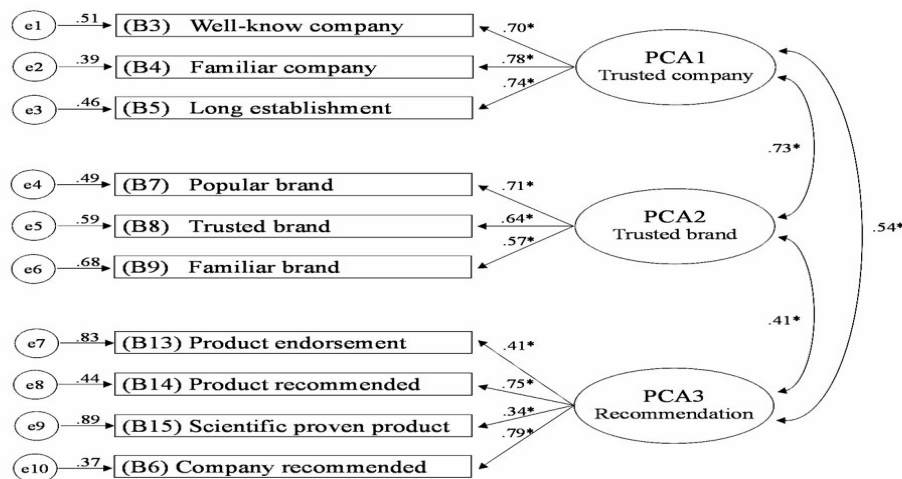 e1 .51 (B3) Well-know company .70*
e2 .39 (B4) Familiar company .78*
e3 .46 (B5) Long establishment .74*
PCA1
Trusted company
.73*
e4 .49 (B7) Popular brand .71*
e5 .59 (B8) Trusted brand .64*
e6 .68 (B9) Familiar brand .57*
PCA2
Trusted brand
.54*
.41*
e7 .83 (B13) Product endorsement .41*
e8 .44 (B14) Product recommended .75*
e9 .89 (B15) Scientific proven product .34*
e10 .37 (B6) Company recommended .79*
PCA3
Recommendation